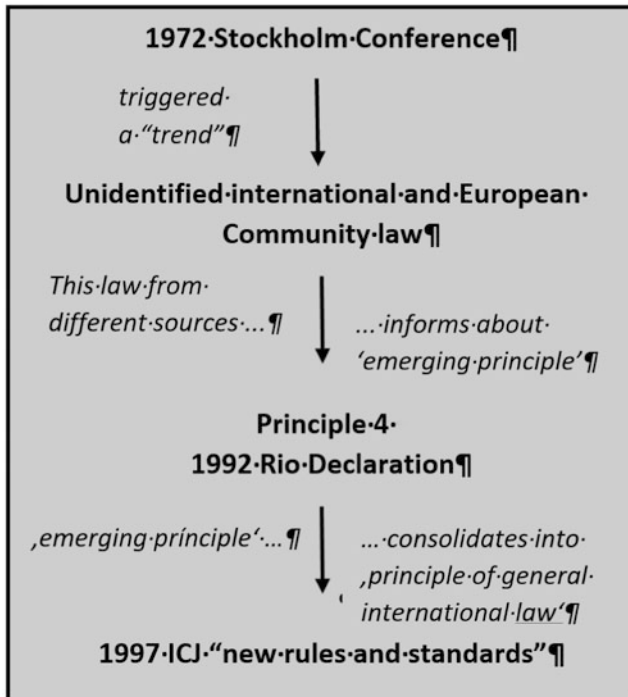 1972·Stockholm·Conference¶
triggered·
a·“trend”¶
Unidentified·international·and·European·
Community·law¶
This·law·from·
different·sources·...¶
...·informs·about·
‘emerging·principle’¶
Principle·4·
1992·Rio·Declaration¶
‚emerging·prínciple‘·...¶
...·consolidates·into·
‚principle·of·general·
international·law‘¶
1997·ICJ·“new·rules·and·standards”¶